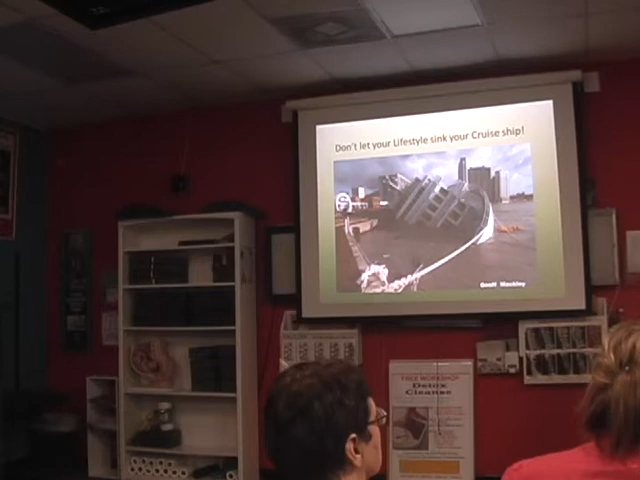 Don't let your Lifestyle sink your Cruise ship!
Geoff Mackley
FREE WORKSHOP
Detox
Cleanse